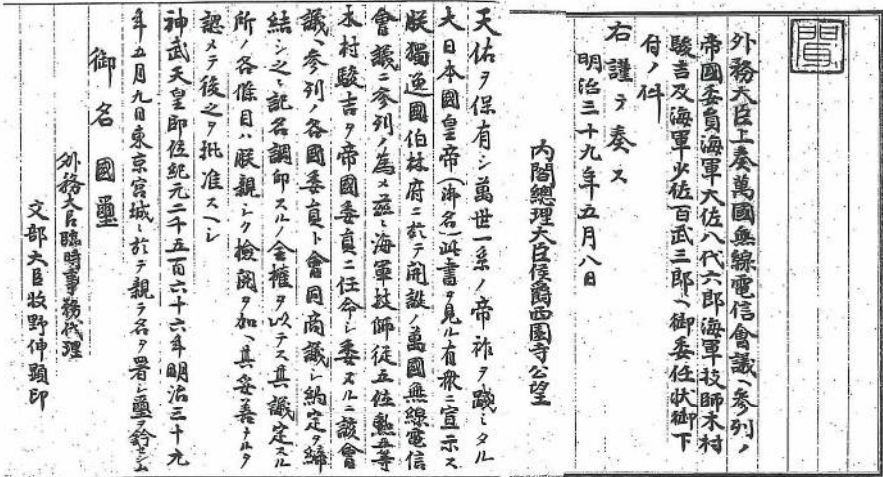 聞
外務大臣上奏萬國無線電信會議ヘ參列ノ
帝國委員海軍大佐八代六郎海軍技師木村
駿吉及海軍少佐百武三郎ヘ御委任狀御下
付ノ件
右謹テ奏ス
明治三十九年五月八日
内閣總理大臣侯爵西園寺公望
天佑ヲ保有シ萬世一系ノ帝祚ヲ踐ミタル
大日本國皇帝(御名)此書ヲ見ル有衆ニ宣示ス
朕獨逸國伯林府ニ於テ開設ノ萬國無線電信
會議ニ參列ノ爲メ茲ニ海軍技師從五位勲五等
木村駿吉ヲ帝國委員ニ任命シ委スルニ該會
議ヘ參列ノ各國委員ト會同商議シ約定ヲ締
結シ之ニ記名調印スルノ全權ヲ以テス其議定スル
所ノ各條目ハ朕親シク檢閲ヲ加ヘ其妥善ナルヲ
認メテ後之ヲ批准スヘシ
神武天皇即位紀元二千五百六十六年明治三十九
年五月九日東京宮城ニ於テ親ラ名ヲ署シ璽ヲ鈐セシム
御名國璽
外務大臣臨時事務代理
文部大臣牧野伸顕印